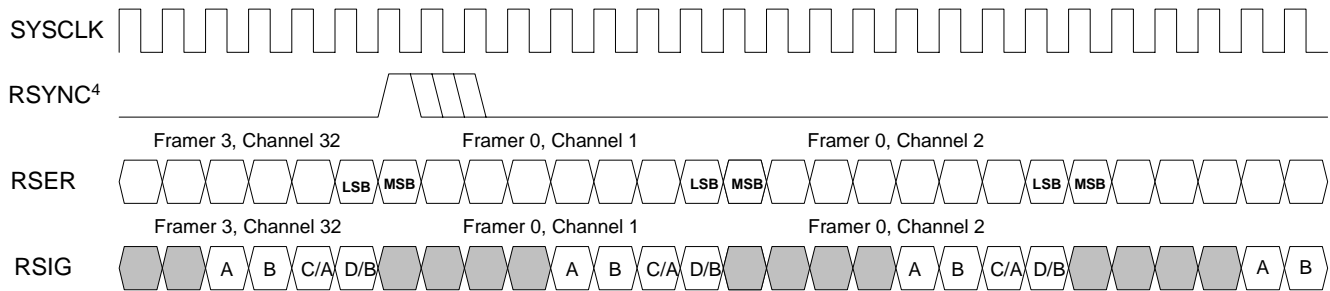 SYSCLK
RSYNC4
Framer 3, Channel 32 Framer 0, Channel 1 Framer 0, Channel 2
RSER LSB MSB LSB MSB LSB MSB
Framer 3, Channel 32 Framer 0, Channel 1 Framer 0, Channel 2
RSIG A B C/A D/B A B C/A D/B A B C/A D/B A B